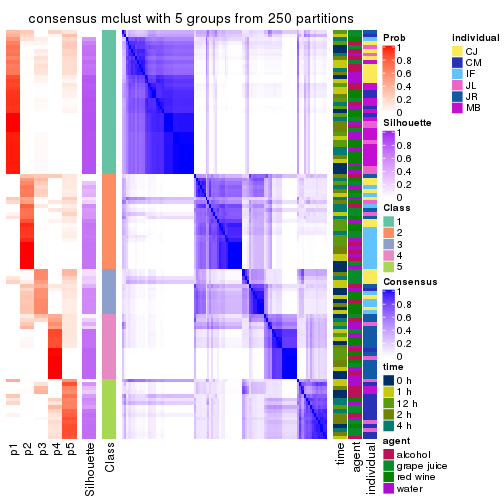 consensus mclust with 5 groups from 250 partitions
Prob
1
0.8
0.6
0.4
0.2
0
Silhouette
1
0.8
0.6
0.4
0.2
0
Class
1
2
3
4
5
Consensus
1
0.8
0.6
0.4
0.2
0
time
0 h
1 h
12 h
2 h
4 h
agent
alcohol
grape juice
red wine
water
individual
CJ
CM
IF
JL
JR
MB
p1
p2
p3
p4
p5
Silhouette
Class
time
agent
individual